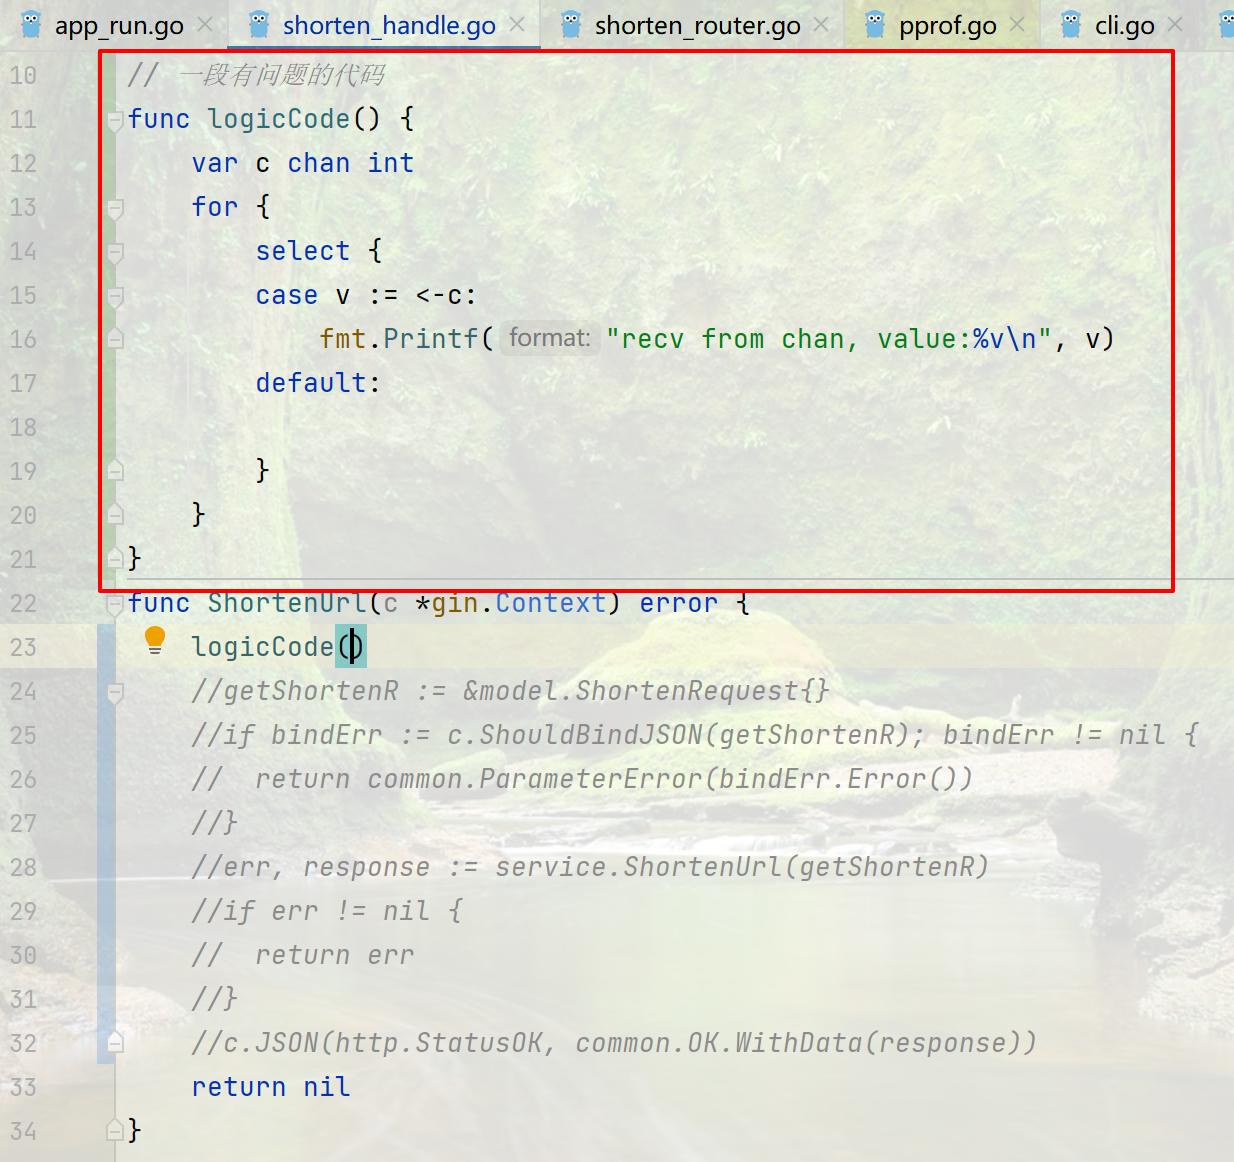 app_run.go shorten_handle.go shorten_router.go pprof.go cli.go
10 // 一段有问题的代码
11 func logicCode() {
12 var c chan int
13 for {
14 select {
15 case v := <-c:
16 fmt.Printf( format: "recv from chan, value:%v\n", v)
17 default:
18
19 }
20 }
21 }
22 func ShortenUrl(c *gin.Context) error {
23 logicCode()
24 //getShortenR := &model.ShortenRequest{}
25 //if bindErr := c.ShouldBindJSON(getShortenR); bindErr != nil {
26 // return common.ParameterError(bindErr.Error())
27 //}
28 //err, response := service.ShortenUrl(getShortenR)
29 //if err != nil {
30 // return err
31 //}
32 //c.JSON(http.StatusOK, common.OK.WithData(response))
33 return nil
34 }